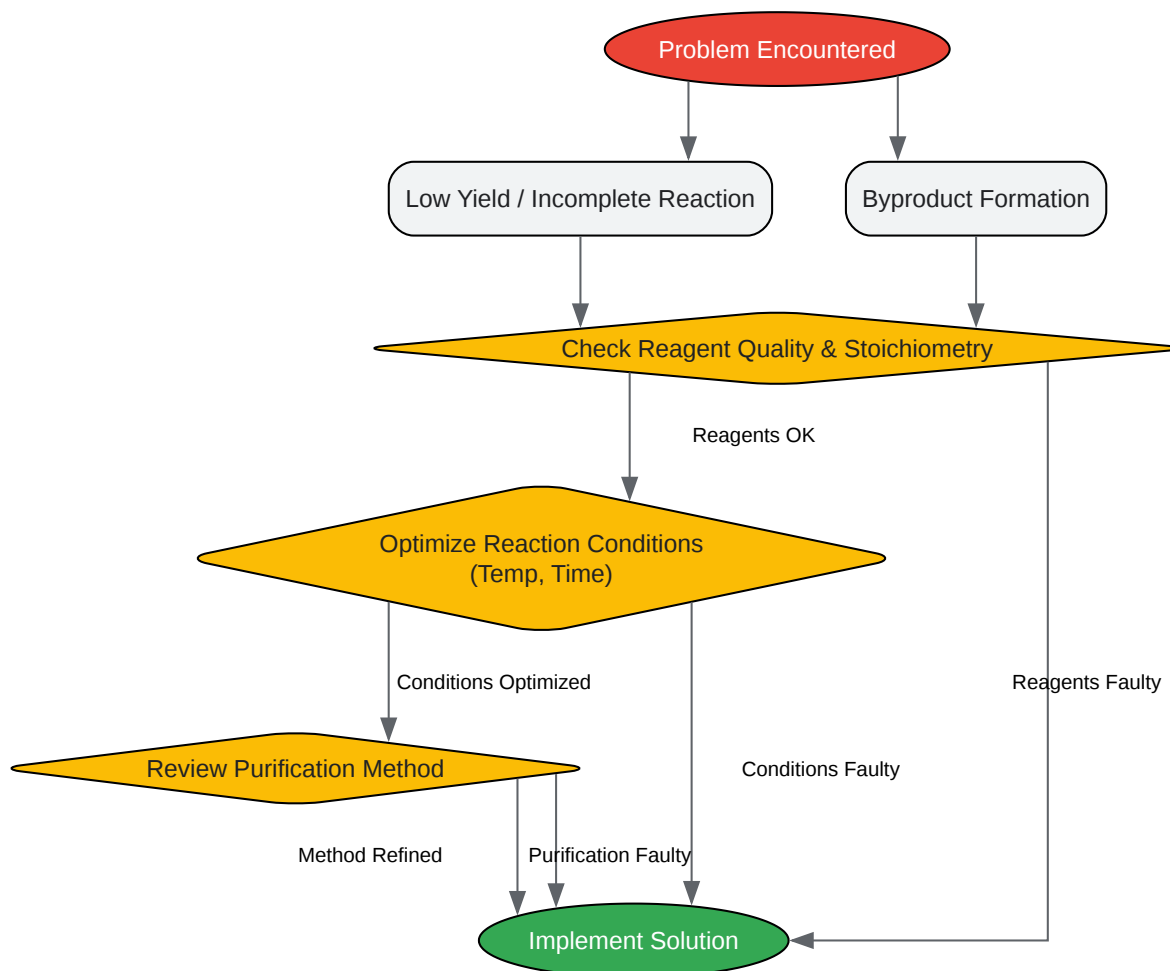 Problem Encountered
Low Yield / Incomplete Reaction
Byproduct Formation
Check Reagent Quality & Stoichiometry
Reagents OK
Optimize Reaction Conditions
(Temp, Time)
Conditions Optimized
Reagents Faulty
Review Purification Method
Conditions Faulty
Method Refined
Purification Faulty
Implement Solution